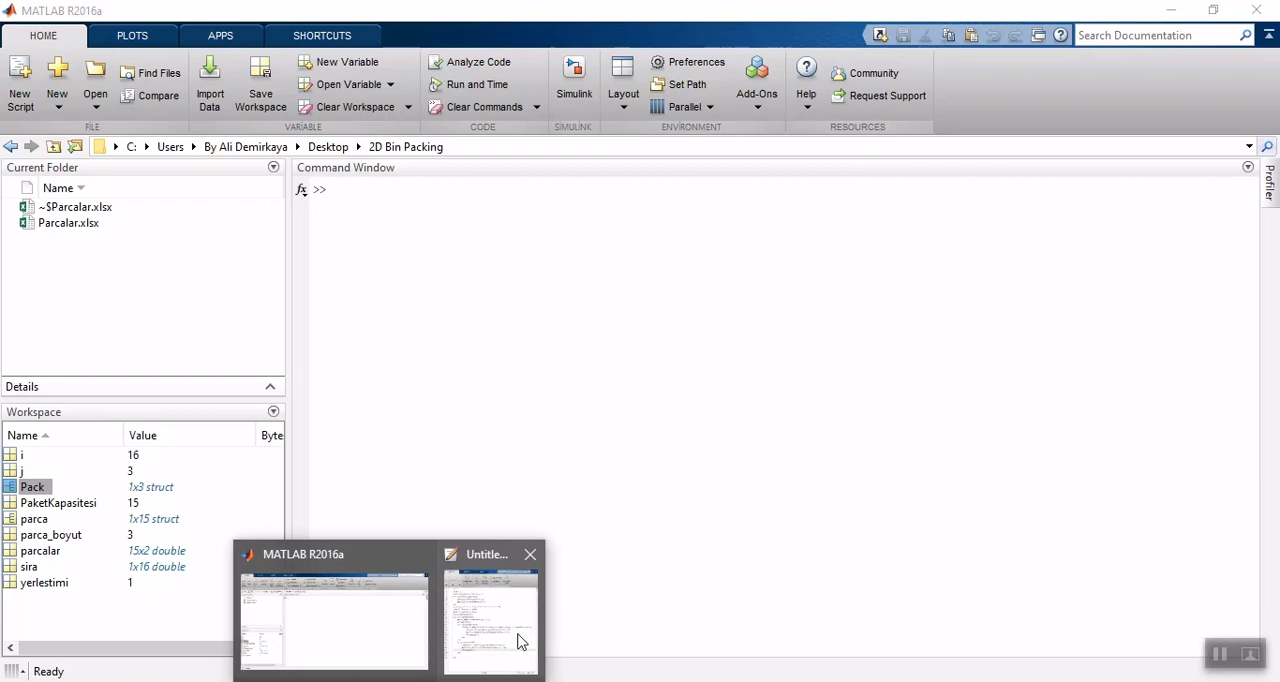 MATLAB R2016a
HOME PLOTS APPS SHORTCUTS Search Documentation
New Script New Open Find Files Compare
FILE
Import Data Save Workspace New Variable Open Variable Clear Workspace
VARIABLE
Analyze Code Run and Time Clear Commands
CODE
Simulink
SIMULINK
Layout Preferences Set Path Parallel Add-Ons
ENVIRONMENT
Help Community Request Support
RESOURCES
C: Users By Ali Demirkaya Desktop 2D Bin Packing
Current Folder
Name
~$Parcalar.xlsx
Parcalar.xlsx
Details
Workspace
Name Value Byte
i 16
j 3
Pack 1x3 struct
PaketKapasitesi 15
parca 1x15 struct
parca_boyut 3
parcalar 15x2 double
sira 1x16 double
yerlestimi 1
Command Window
fx >>
Profiler
MATLAB R2016a
Untitle...
Ready